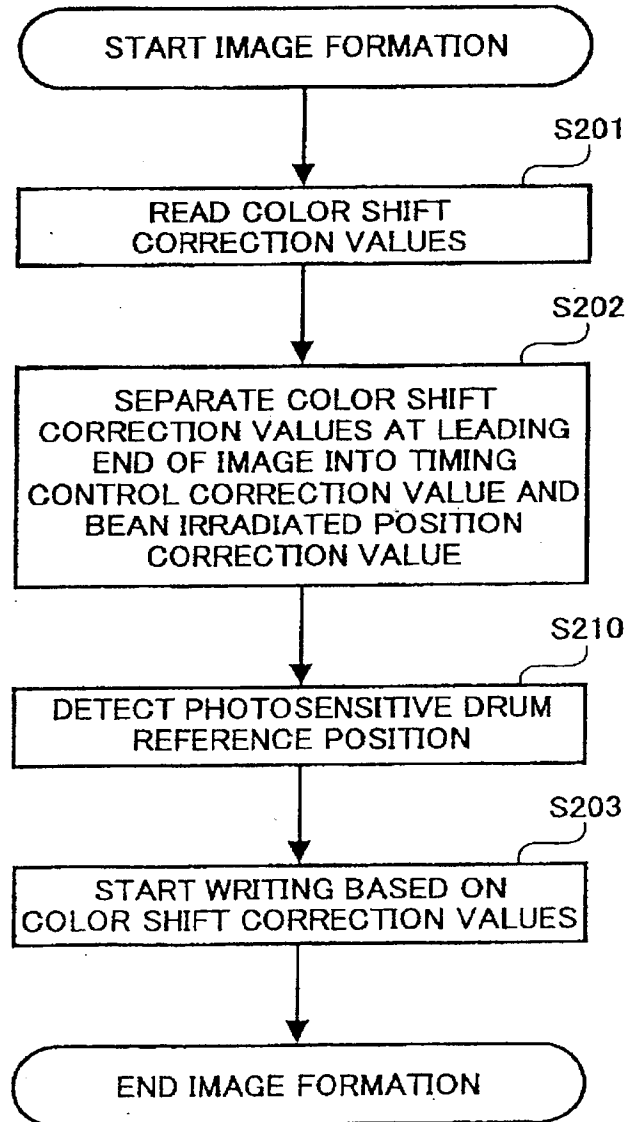 START IMAGE FORMATION
S201
READ COLOR SHIFT
CORRECTION VALUES
S202
SEPARATE COLOR SHIFT
CORRECTION VALUES AT LEADING
END OF IMAGE INTO TIMING
CONTROL CORRECTION VALUE AND
BEAN IRRADIATED POSITION
CORRECTION VALUE
S210
DETECT PHOTOSENSITIVE DRUM
REFERENCE POSITION
S203
START WRITING BASED ON
COLOR SHIFT CORRECTION VALUES
END IMAGE FORMATION